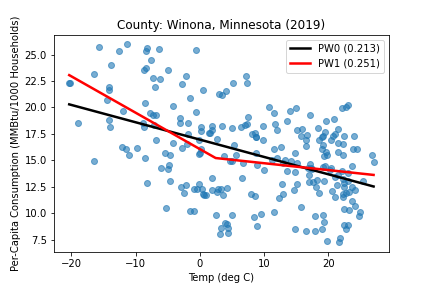 County: Winona, Minnesota (2019)
PW0 (0.213)
PW1 (0.251)
Per-Capita Consumption (MMBtu/1000 Households)
25.0
22.5
20.0
17.5
15.0
12.5
10.0
7.5
−20 −10 0 10 20
Temp (deg C)